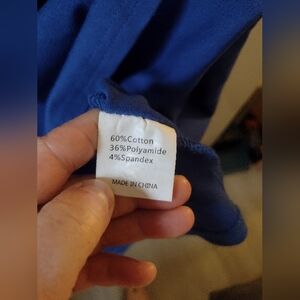 60%Cotton
36%Polyamide
4%Spandex
MADE IN CHINA